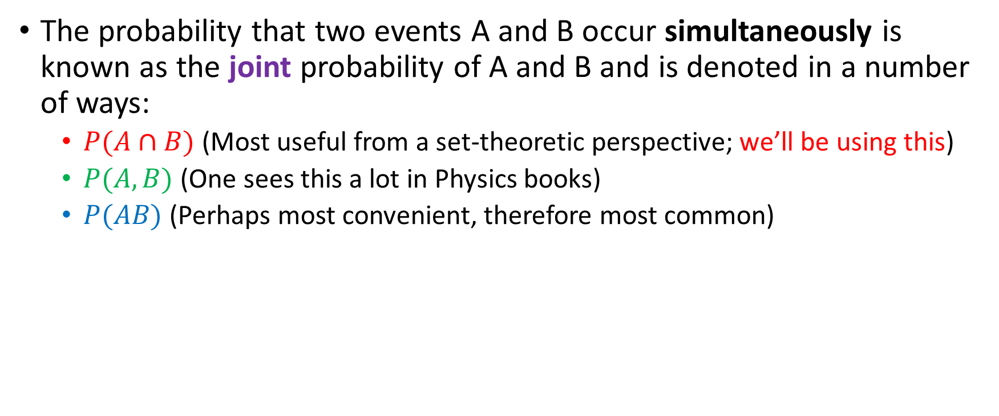 • The probability that two events A and B occur simultaneously is
known as the joint probability of A and B and is denoted in a number
of ways:
• P(A ∩ B) (Most useful from a set-theoretic perspective; we’ll be using this)
• P(A, B) (One sees this a lot in Physics books)
• P(AB) (Perhaps most convenient, therefore most common)